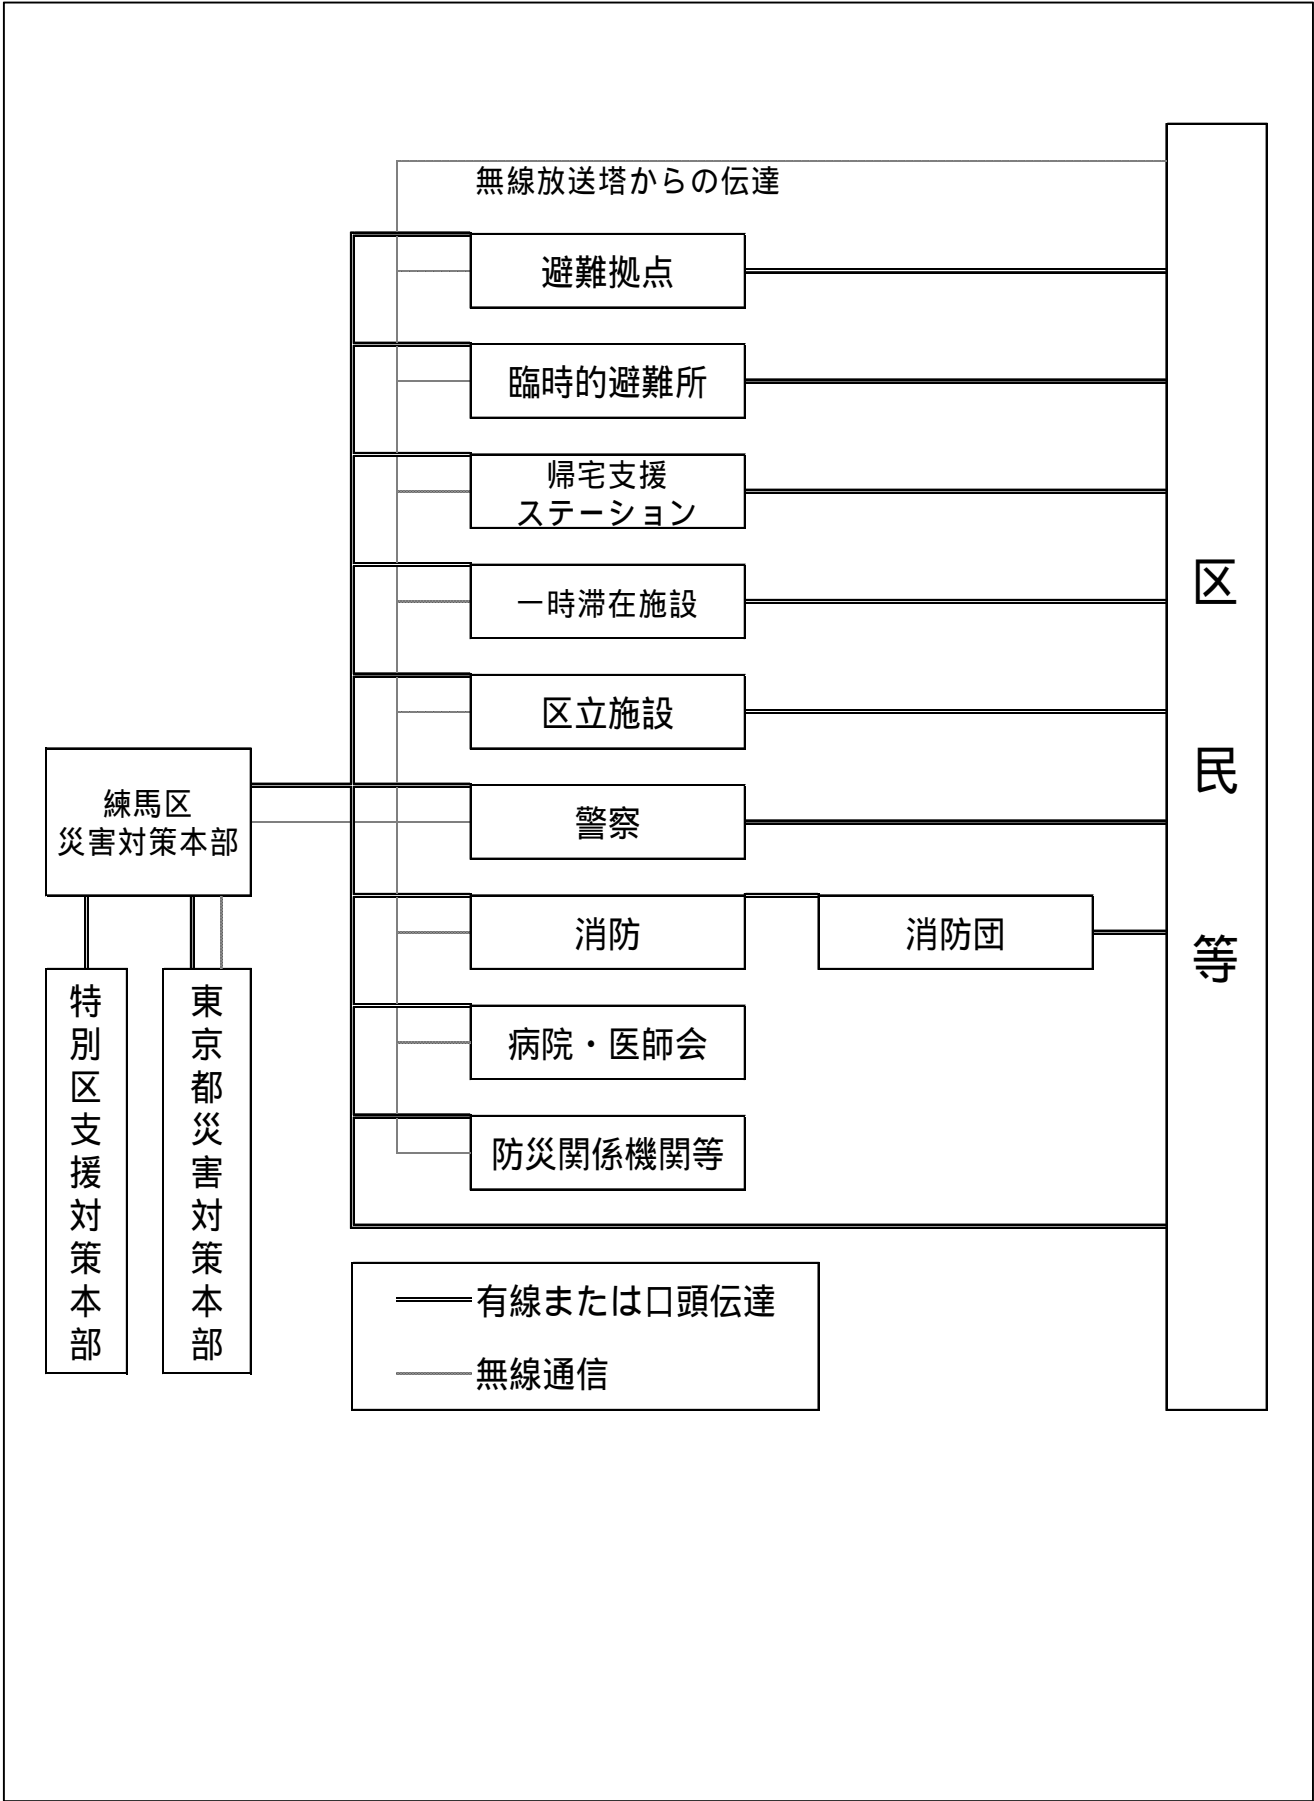 無線放送塔からの伝達
避難拠点
臨時的避難所
帰宅支援
ステーション
一時滞在施設
区立施設
警察
消防
消防団
病院・医師会
防災関係機関等
練馬区
災害対策本部
特別区支援対策本部
東京都災害対策本部
区民等
有線または口頭伝達
無線通信